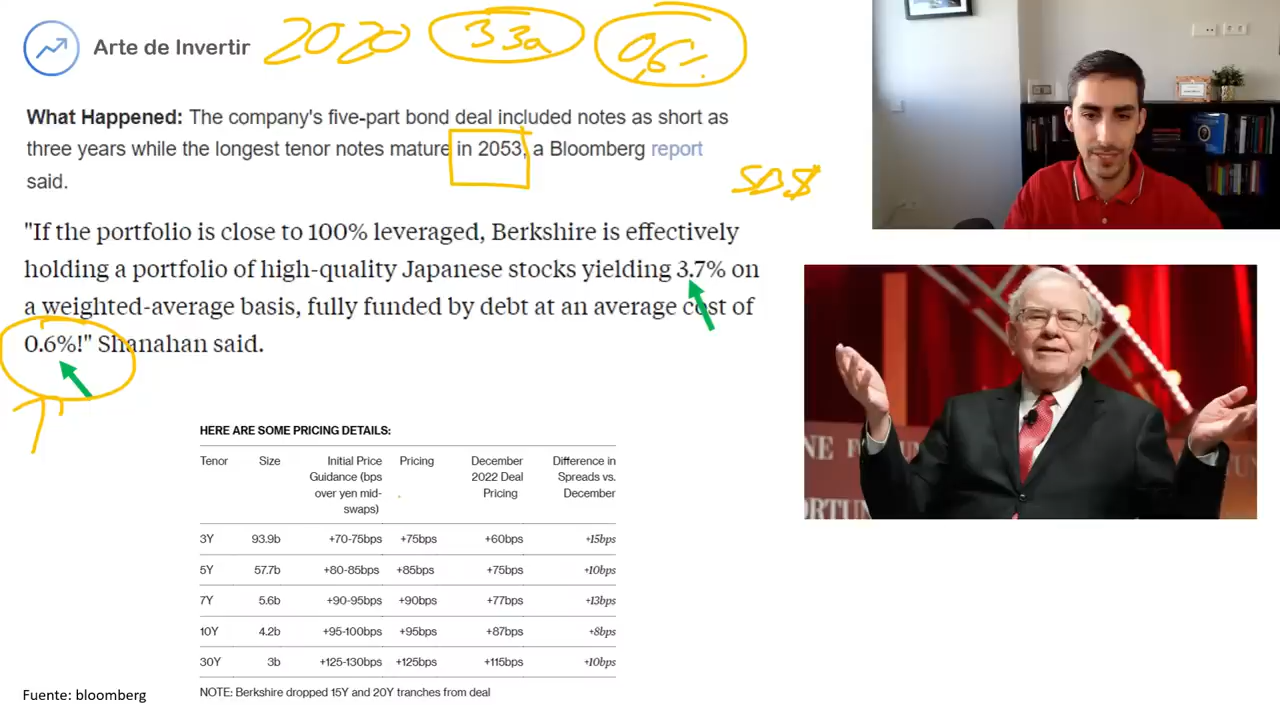 Arte de Invertir
2020 33a 0,6%
What Happened: The company's five-part bond deal included notes as short as
three years while the longest tenor notes mature in 2053, a Bloomberg report
said.
"If the portfolio is close to 100% leveraged, Berkshire is effectively
holding a portfolio of high-quality Japanese stocks yielding 3.7% on
a weighted-average basis, fully funded by debt at an average cost of
0.6%!" Shanahan said.
HERE ARE SOME PRICING DETAILS:
Tenor Size Initial Price Guidance (bps over yen mid-swaps) Pricing December 2022 Deal Pricing Difference in Spreads vs. December
3Y 93.9b +70-75bps +75bps +60bps +15bps
5Y 57.7b +80-85bps +85bps +75bps +10bps
7Y 5.6b +90-95bps +90bps +77bps +13bps
10Y 4.2b +95-100bps +95bps +87bps +8bps
30Y 3b +125-130bps +125bps +115bps +10bps
NOTE: Berkshire dropped 15Y and 20Y tranches from deal
Fuente: bloomberg